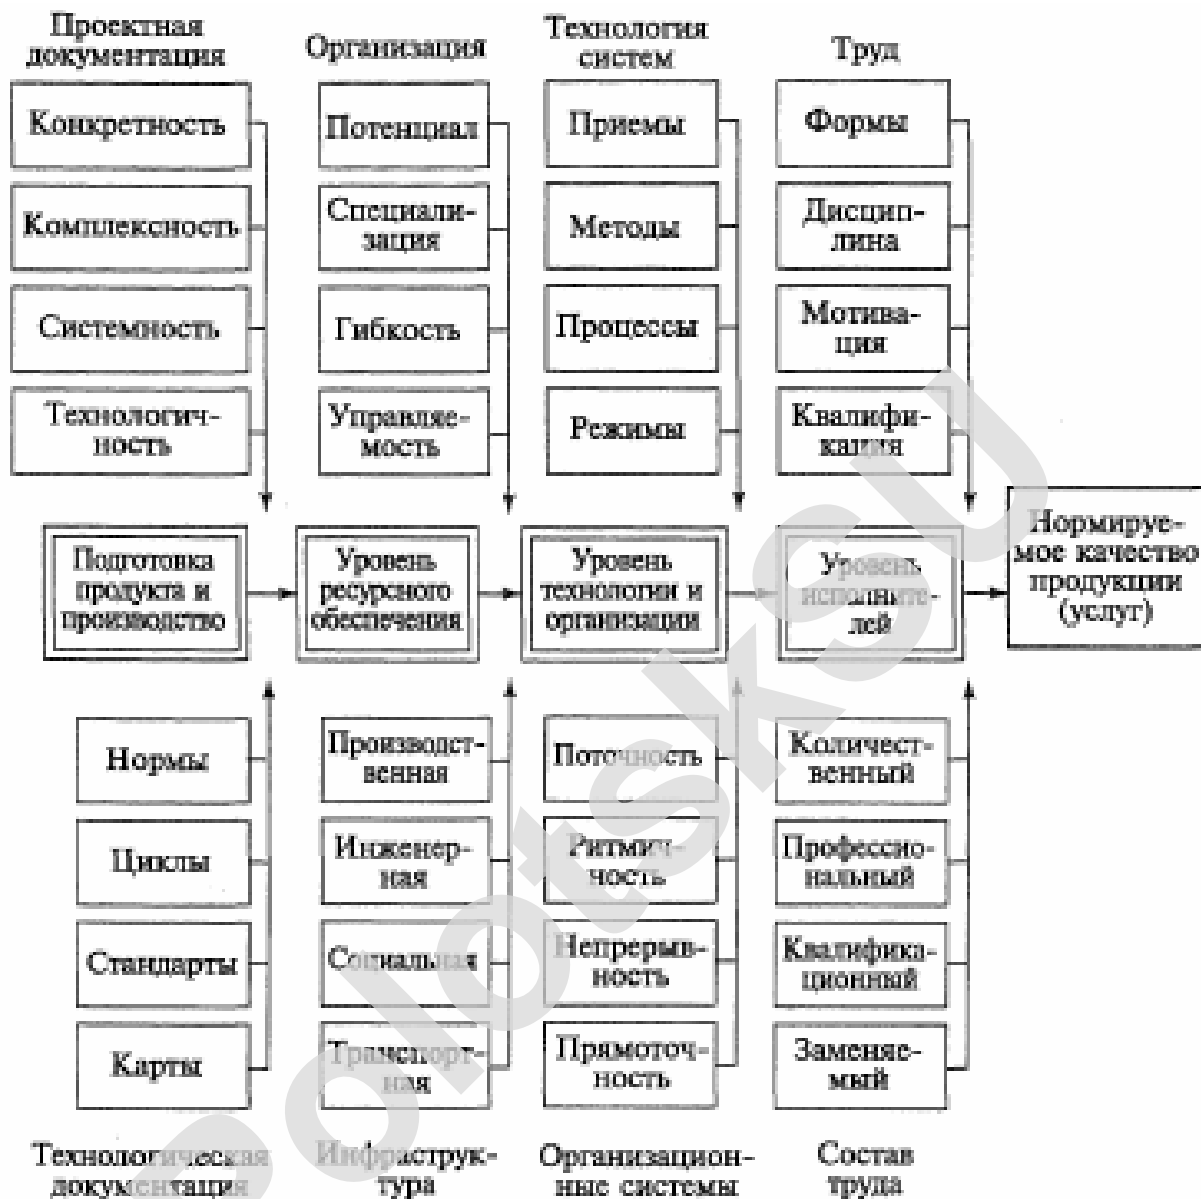 Проектная
документация
Организация
Технология
систем
Труд
Конкретность
Потенциал
Приемы
Формы
Комплексность
Специали-
зация
Методы
Дисцип-
лина
Системность
Гибкость
Процессы
Мотива-
ция
Технологич-
ность
Управляе-
мость
Режимы
Квалифи-
кация
Подготовка
продукта и
производство
Уровень
ресурсного
обеспечения
Уровень
технологии и
организации
Уровень
исполните-
лей
Нормируе-
мое качество
продукции
(услуг)
Нормы
Производст-
венная
Поточность
Количест-
венный
Циклы
Инженер-
ная
Ритмич-
ность
Профессио-
нальный
Стандарты
Социальная
Непрерыв-
ность
Квалифика-
ционный
Карты
Транспорт-
ная
Прямоточ-
ность
Заменяе-
мый
Технологическая
документация
Инфраструк-
тура
Организацион-
ные системы
Состав
труда
PolotskSU